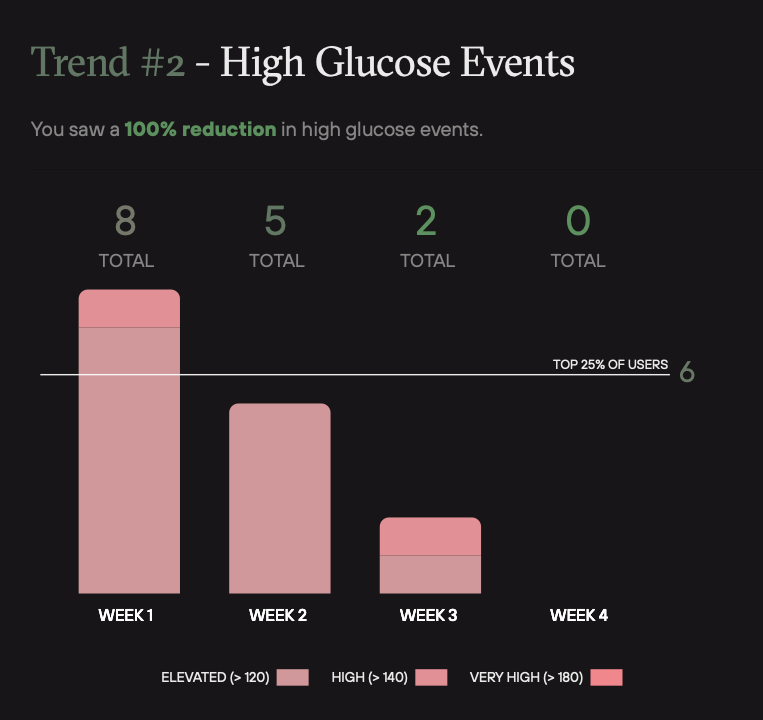 Trend #2 - High Glucose Events
You saw a 100% reduction in high glucose events.
8 5 2 0
TOTAL TOTAL TOTAL TOTAL
TOP 25% OF USERS 6
WEEK 1 WEEK 2 WEEK 3 WEEK 4
ELEVATED (> 120) HIGH (> 140) VERY HIGH (> 180)